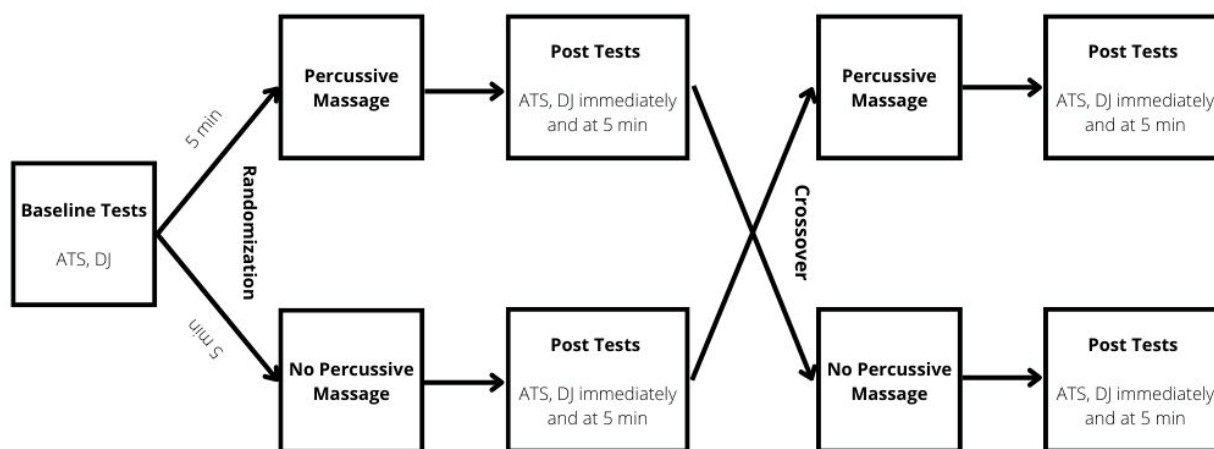 Baseline Tests
ATS, DJ
5 min
5 min
Randomization
Percussive
Massage
Post Tests
ATS, DJ immediately
and at 5 min
No Percussive
Massage
Post Tests
ATS, DJ immediately
and at 5 min
Crossover
Percussive
Massage
Post Tests
ATS, DJ immediately
and at 5 min
No Percussive
Massage
Post Tests
ATS, DJ immediately
and at 5 min